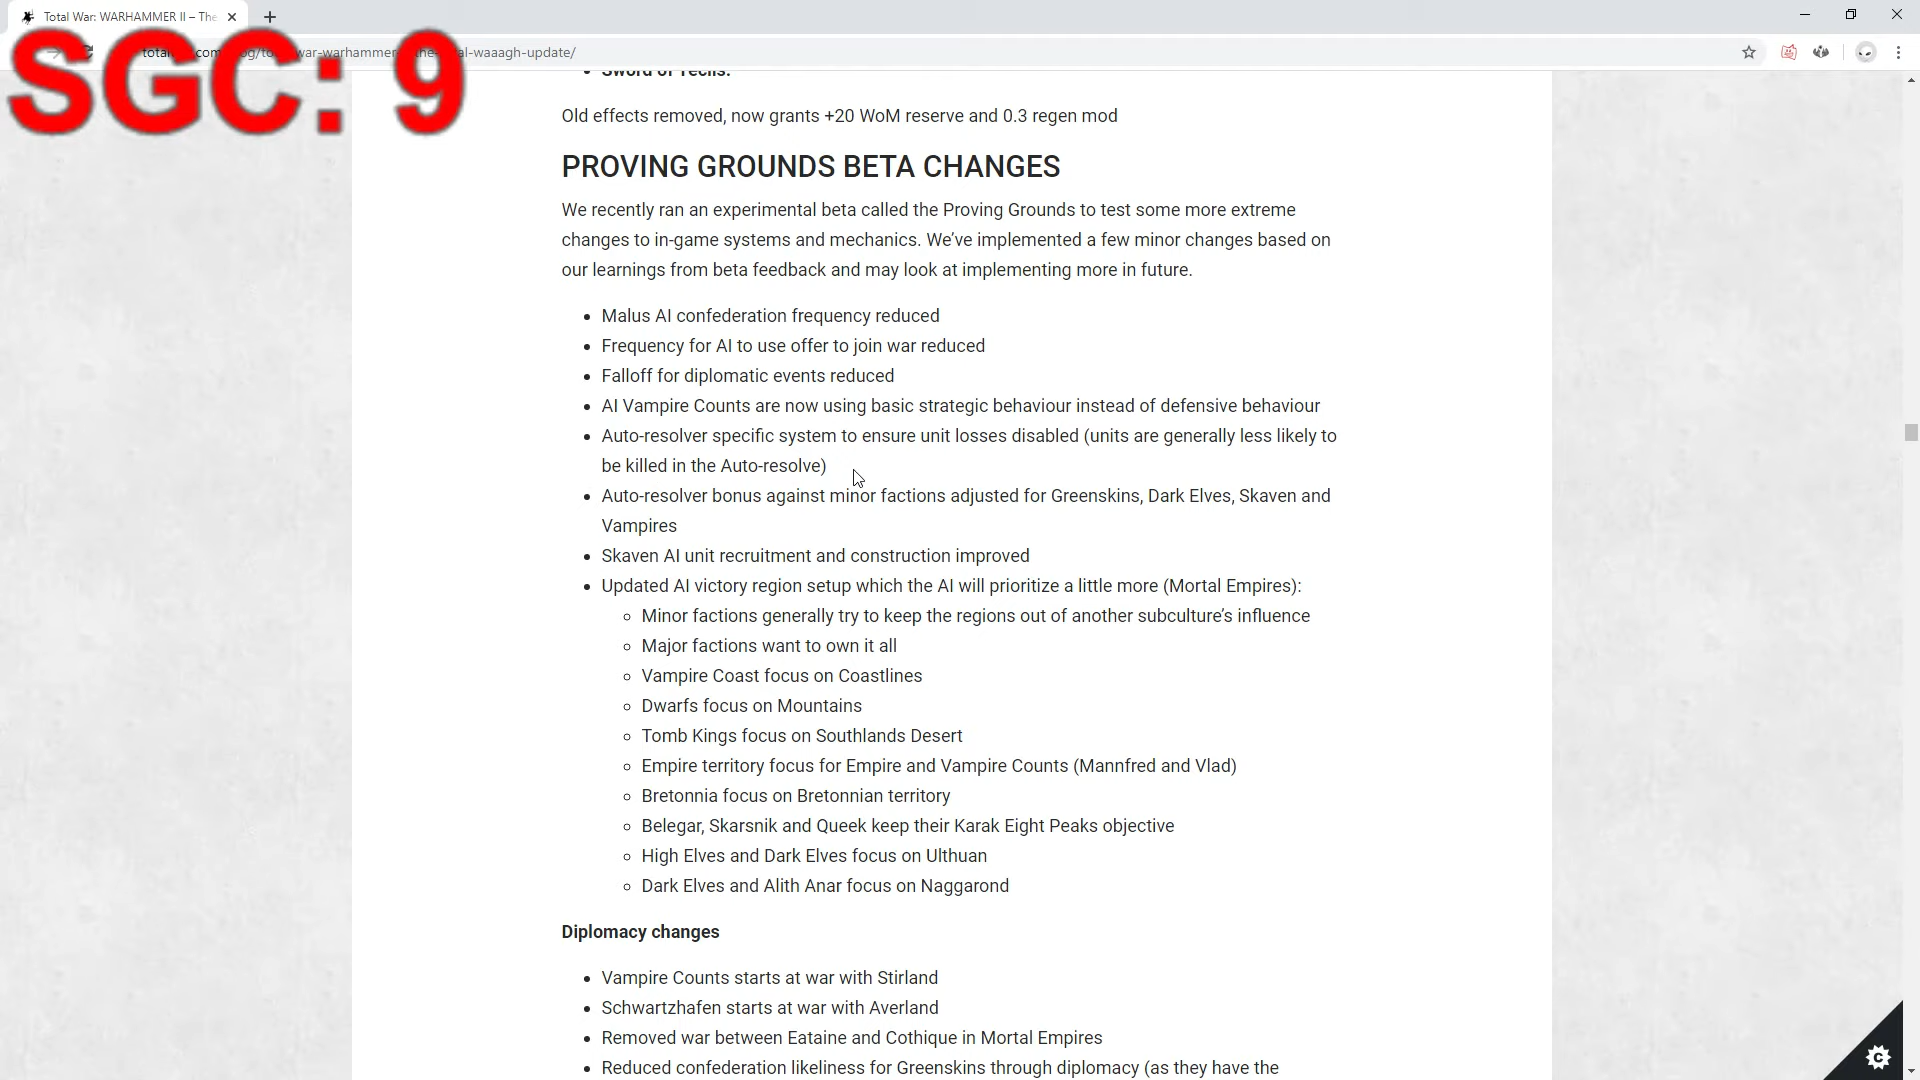 Total War: WARHAMMER II – The
SGC: 9
war-warhammer
waaagh-update/
Sword of Teclis:
Old effects removed, now grants +20 WoM reserve and 0.3 regen mod
PROVING GROUNDS BETA CHANGES
We recently ran an experimental beta called the Proving Grounds to test some more extreme
changes to in-game systems and mechanics. We’ve implemented a few minor changes based on
our learnings from beta feedback and may look at implementing more in future.
• Malus AI confederation frequency reduced
• Frequency for AI to use offer to join war reduced
• Falloff for diplomatic events reduced
• AI Vampire Counts are now using basic strategic behaviour instead of defensive behaviour
• Auto-resolver specific system to ensure unit losses disabled (units are generally less likely to
be killed in the Auto-resolve)
• Auto-resolver bonus against minor factions adjusted for Greenskins, Dark Elves, Skaven and
Vampires
• Skaven AI unit recruitment and construction improved
• Updated AI victory region setup which the AI will prioritize a little more (Mortal Empires):
◦ Minor factions generally try to keep the regions out of another subculture’s influence
◦ Major factions want to own it all
◦ Vampire Coast focus on Coastlines
◦ Dwarfs focus on Mountains
◦ Tomb Kings focus on Southlands Desert
◦ Empire territory focus for Empire and Vampire Counts (Mannfred and Vlad)
◦ Bretonnia focus on Bretonnian territory
◦ Belegar, Skarsnik and Queek keep their Karak Eight Peaks objective
◦ High Elves and Dark Elves focus on Ulthuan
◦ Dark Elves and Alith Anar focus on Naggarond
Diplomacy changes
• Vampire Counts starts at war with Stirland
• Schwartzhafen starts at war with Averland
• Removed war between Eataine and Cothique in Mortal Empires
• Reduced confederation likeliness for Greenskins through diplomacy (as they have the